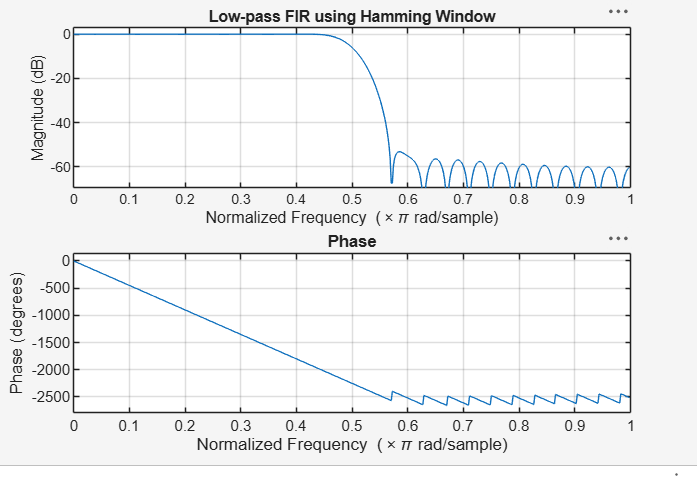 Low-pass FIR using Hamming Window
Magnitude (dB)
0
-20
-40
-60
0 0.1 0.2 0.3 0.4 0.5 0.6 0.7 0.8 0.9 1
Normalized Frequency (× π rad/sample)
Phase
Phase (degrees)
0
-500
-1000
-1500
-2000
-2500
0 0.1 0.2 0.3 0.4 0.5 0.6 0.7 0.8 0.9 1
Normalized Frequency (× π rad/sample)